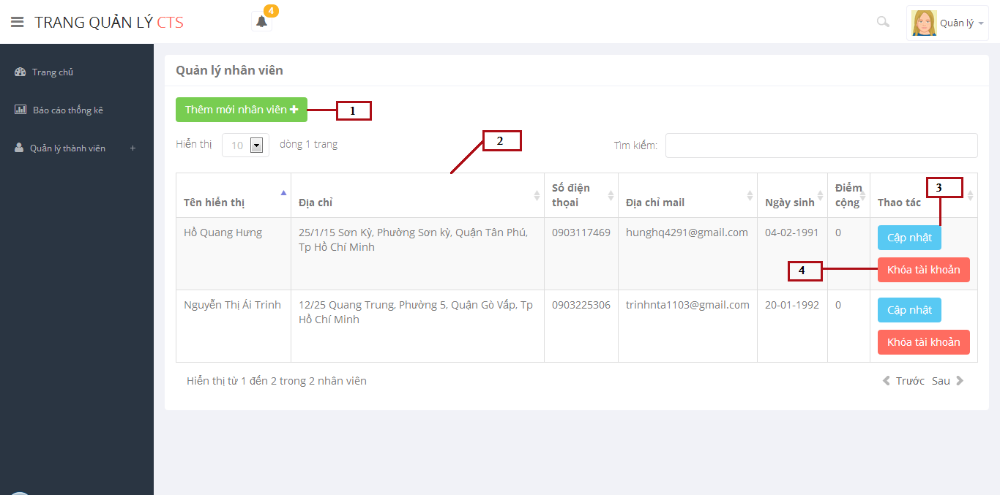 TRANG QUẢN LÝ CTS
4
Quản lý
Trang chủ
Báo cáo thống kê
Quản lý thành viên +
Quản lý nhân viên
Thêm mới nhân viên +
1
Hiển thị 10 dòng 1 trang
2
Tìm kiếm:
Tên hiển thị
Địa chỉ
Số điện
thoại
Địa chỉ mail
Ngày sinh
Điểm
cộng
Thao tác
3
Hồ Quang Hưng
25/1/15 Sơn Kỳ, Phường Sơn kỳ, Quận Tân Phú,
Tp Hồ Chí Minh
0903117469
hunghq4291@gmail.com
04-02-1991
0
Cập nhật
4
Khóa tài khoản
Nguyễn Thị Ái Trinh
12/25 Quang Trung, Phường 5, Quận Gò Vấp, Tp
Hồ Chí Minh
0903225306
trinhnta1103@gmail.com
20-01-1992
0
Cập nhật
Khóa tài khoản
Hiển thị từ 1 đến 2 trong 2 nhân viên
Trước Sau